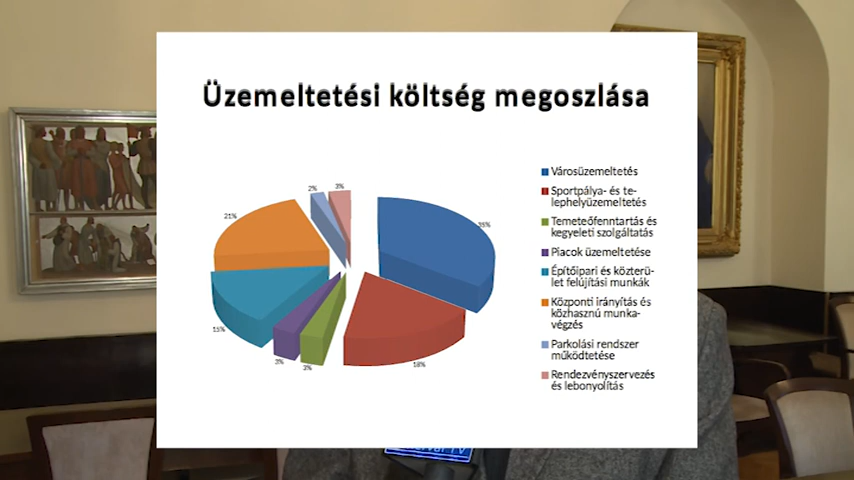 Üzemeltetési költség megoszlása
2%
3%
21%
35%
15%
3%
3%
18%
Városüzemeltetés
Sportpálya- és te-
lephelyüzemeltetés
Temetőfenntartás és
kegyeleti szolgáltatás
Piacok üzemeltetése
Építőipari és közterü-
let felújítási munkák
Központi irányítás és
közhasznú munka-
végzés
Parkolási rendszer
működtetése
Rendezvényszervezés
és lebonyolítás